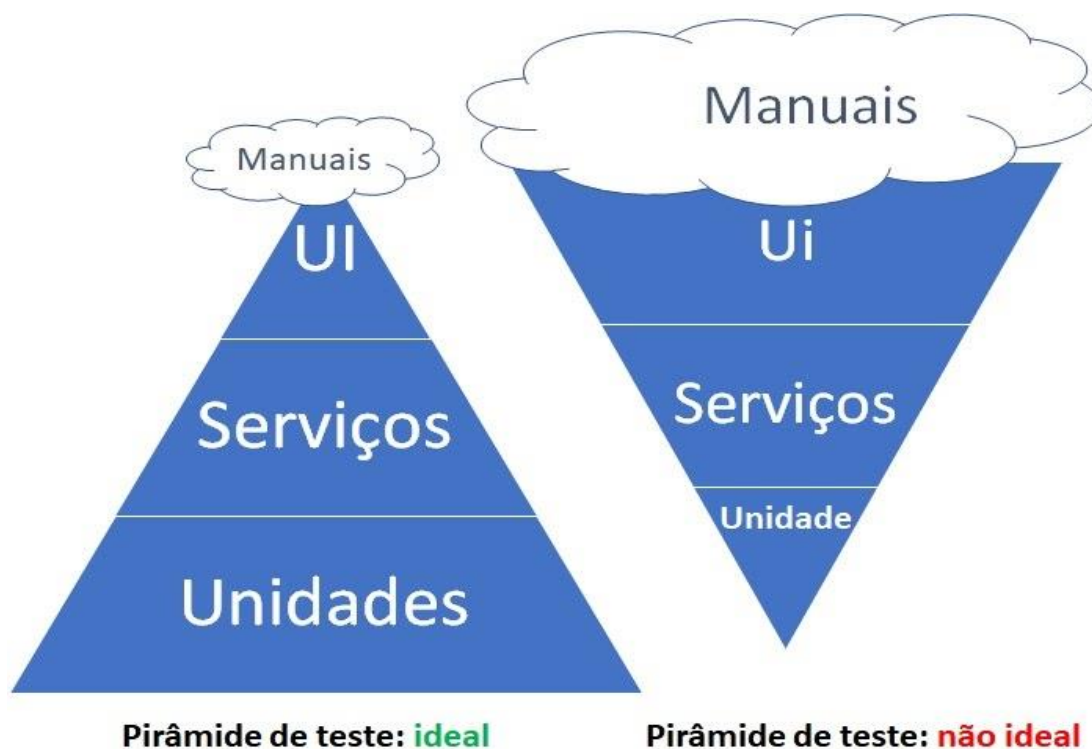 Manuais
UI
Serviços
Unidades
Pirâmide de teste: ideal
Manuais
Ui
Serviços
Unidade
Pirâmide de teste: não ideal